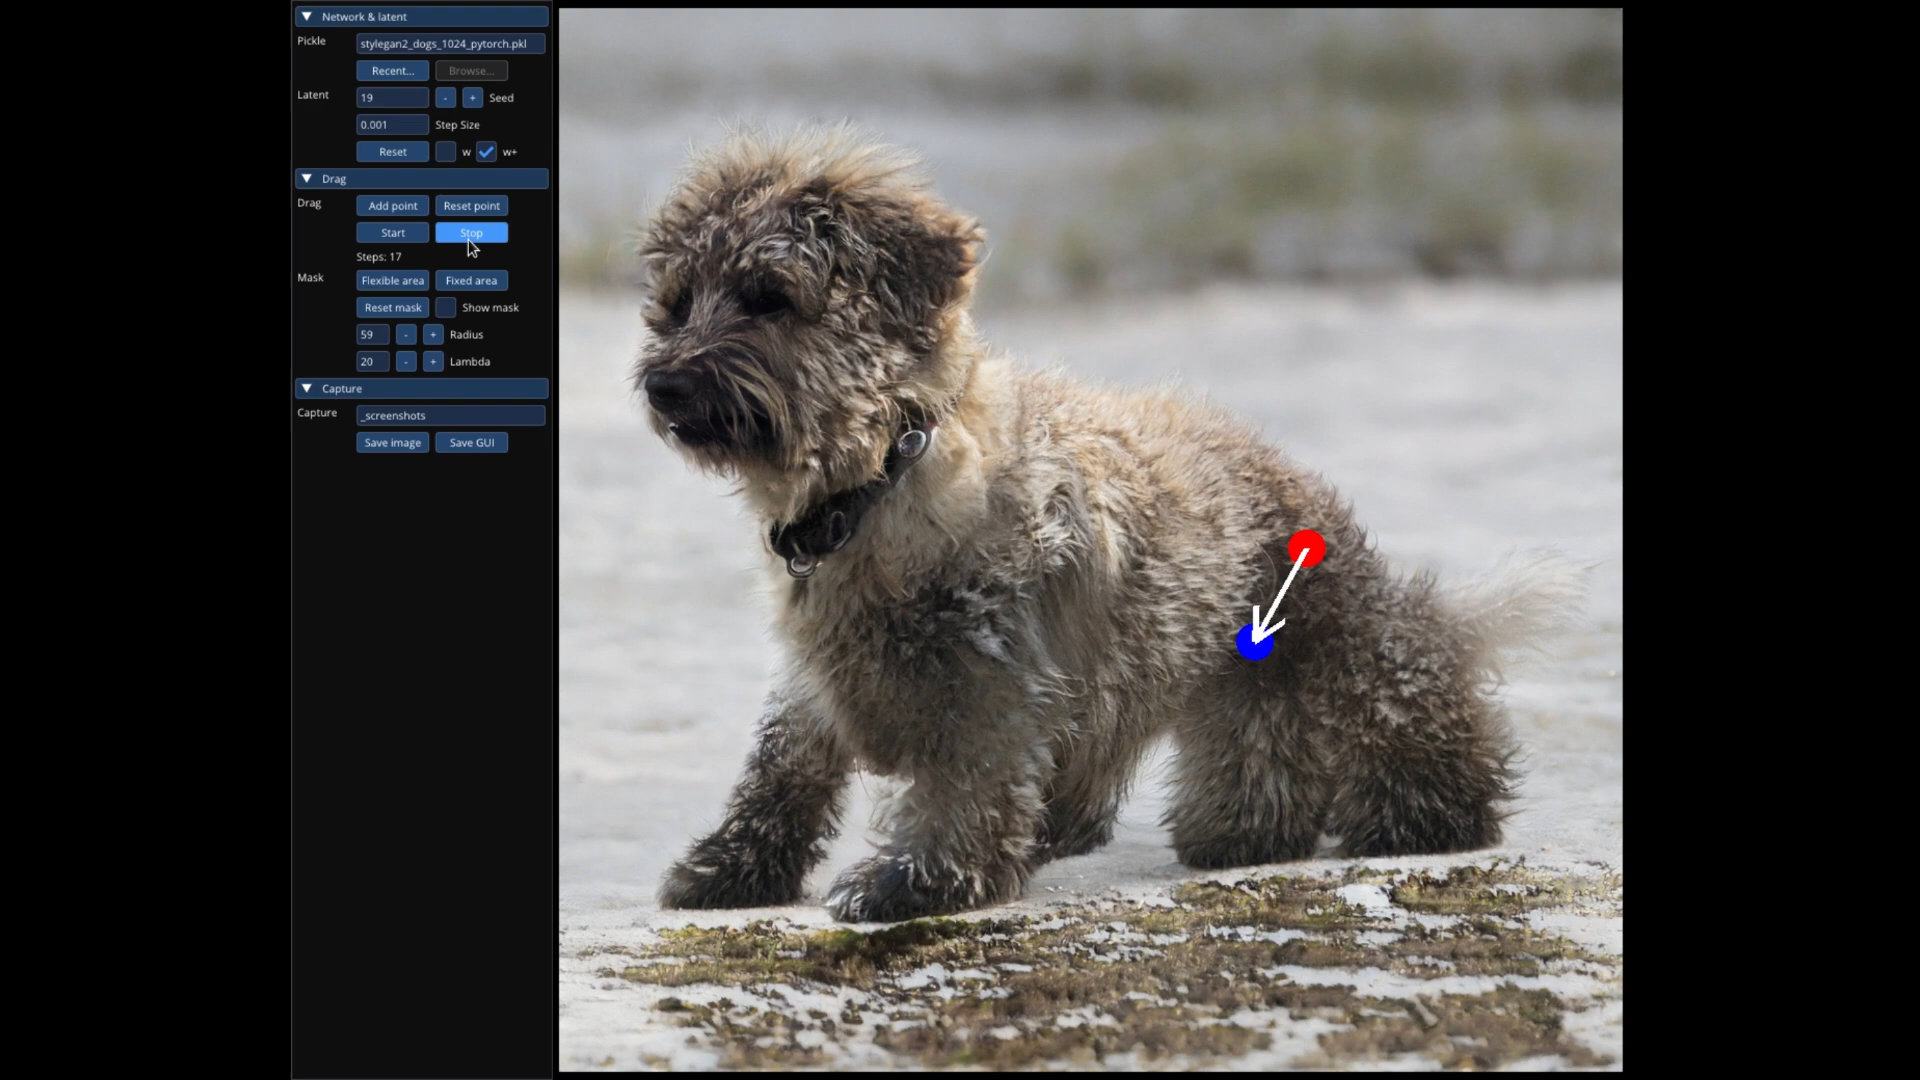 Network & latent
Pickle stylegan2_dogs_1024_pytorch.pkl
Recent... Browse...
Latent 19 - + Seed
0.001 Step Size
Reset w w+
Drag
Drag Add point Reset point
Start Stop
Steps: 17
Mask Flexible area Fixed area
Reset mask Show mask
59 - + Radius
20 - + Lambda
Capture
Capture _screenshots
Save image Save GUI